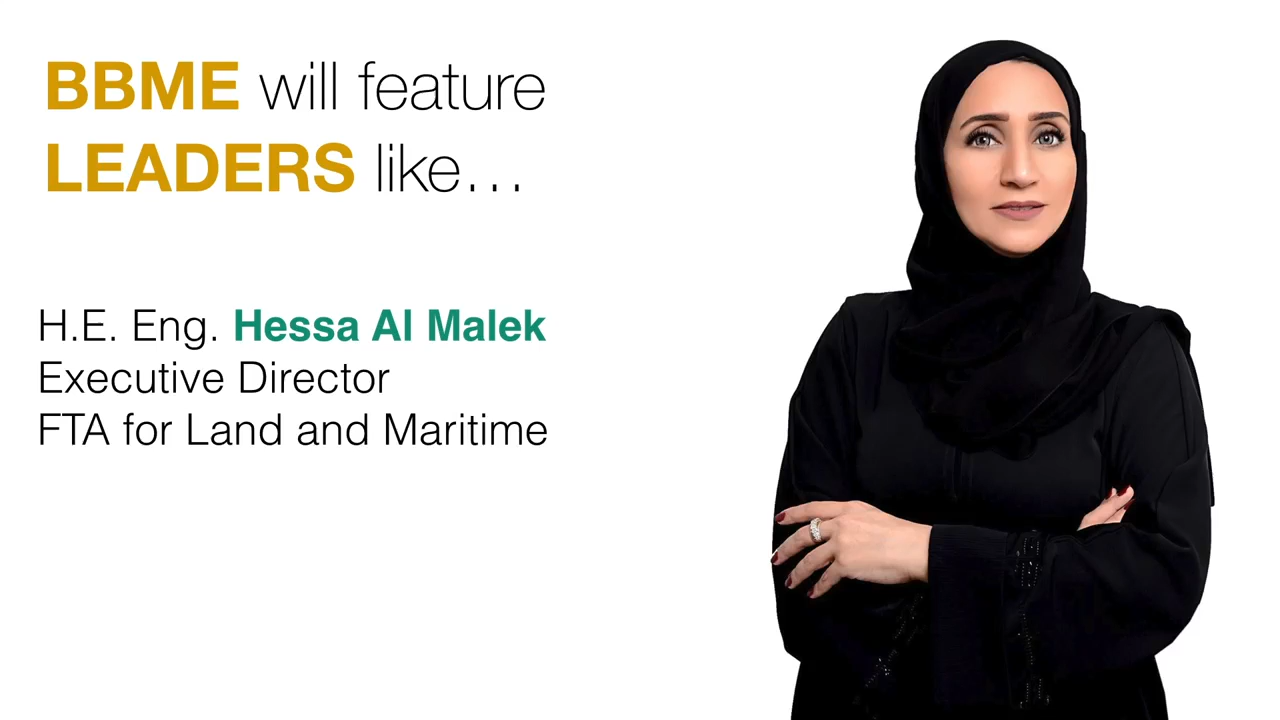 BBME will feature
LEADERS like…
H.E. Eng. Hessa Al Malek
Executive Director
FTA for Land and Maritime